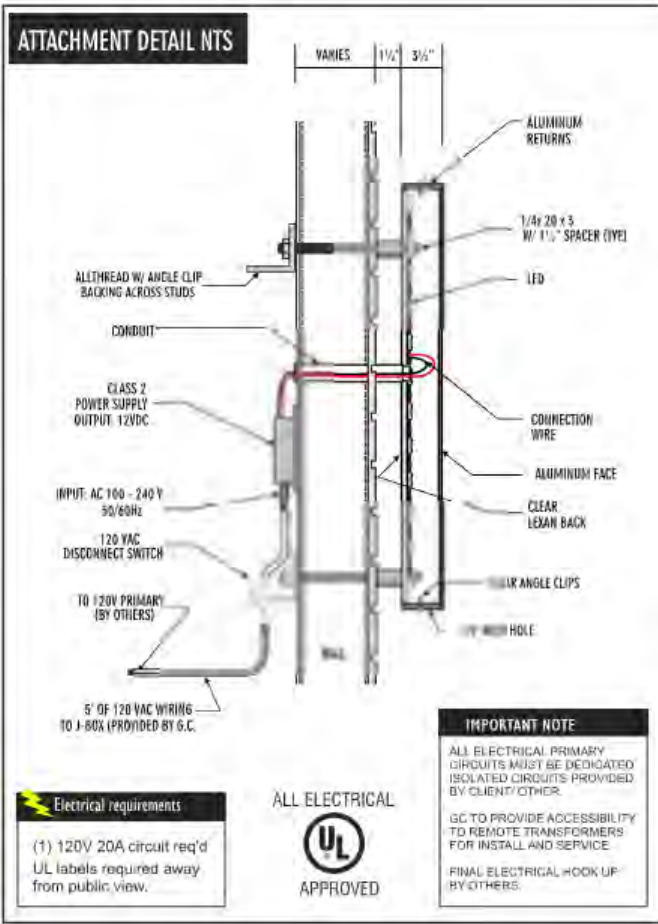 ATTACHMENT DETAIL NTS
VARIES
1½"
3½"
ALUMINUM
RETURNS
1/4x 20 x 5
W/ 1½" SPACER (TYE)
LED
ALLTHREAD W/ ANGLE CLIP
BACKING ACROSS STUDS
CONDUIT
CLASS 2
POWER SUPPLY
OUTPUT: 12VDC
CONNECTION
WIRE
ALUMINUM FACE
INPUT: AC 100 - 240 V
50/60Hz
CLEAR
LEXAN BACK
120 VAC
DISCONNECT SWITCH
ANGLE CLIPS
TO 120V PRIMARY
(BY OTHERS)
HOLE
5' OF 120 VAC WIRING
TO J-BOX (PROVIDED BY G.C.
IMPORTANT NOTE
ALL ELECTRICAL PRIMARY
CIRCUITS MUST BE DEDICATED
ISOLATED CIRCUITS PROVIDED
BY CLIENT/ OTHER.
GC TO PROVIDE ACCESSIBILITY
TO REMOTE TRANSFORMERS
FOR INSTALL AND SERVICE
FINAL ELECTRICAL HOOK UP
BY OTHERS.
Electrical requirements
(1) 120V 20A circuit req'd
UL labels required away
from public view.
ALL ELECTRICAL
UL
APPROVED